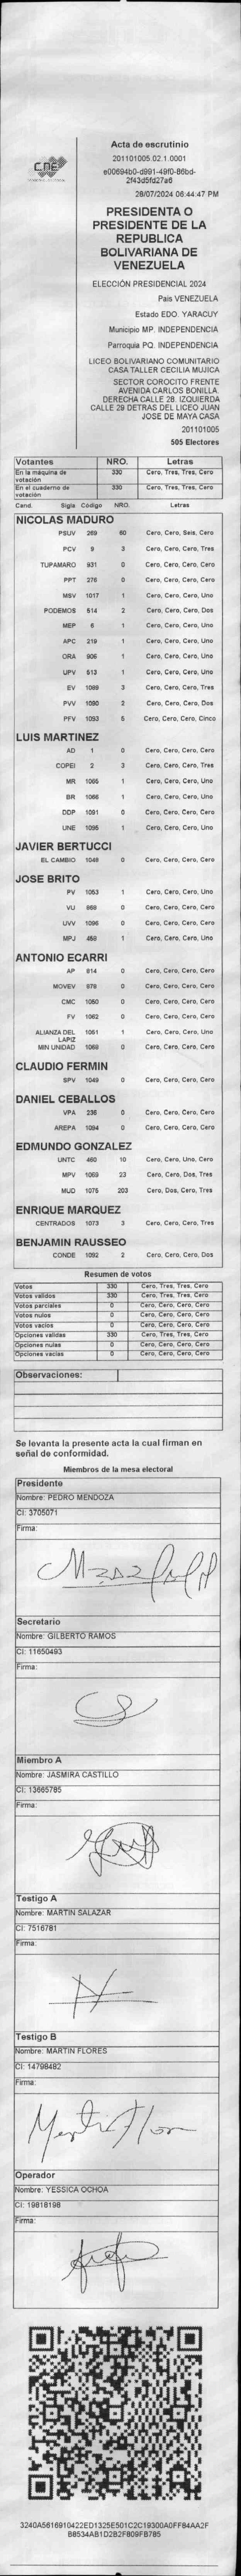 CNE
Acta de escrutinio
201101005.02.1.0001
e00694b0-d991-49f0-86bd-
2f43d5fd27a6
28/07/2024 06:44:47 PM
PRESIDENTA O
PRESIDENTE DE LA
REPUBLICA
BOLIVARIANA DE
VENEZUELA
ELECCIÓN PRESIDENCIAL 2024
Pais VENEZUELA
Estado EDO. YARACUY
Municipio MP. INDEPENDENCIA
Parroquia PQ. INDEPENDENCIA
LICEO BOLIVARIANO COMUNITARIO
CASA TALLER CECILIA MUJICA
SECTOR COROCITO FRENTE
AVENIDA CARLOS BONILLA.
DERECHA CALLE 28. IZQUIERDA
CALLE 29 DETRAS DEL LICEO JUAN
JOSE DE MAYA CASA
201101005
505 Electores
Votantes NRO. Letras
En la máquina de votación 330 Cero, Tres, Tres, Cero
En el cuaderno de votación 330 Cero, Tres, Tres, Cero
Cand. Sigla Código NRO. Letras
NICOLAS MADURO
PSUV 269 60 Cero, Cero, Seis, Cero
PCV 9 3 Cero, Cero, Cero, Tres
TUPAMARO 931 0 Cero, Cero, Cero, Cero
PPT 276 0 Cero, Cero, Cero, Cero
MSV 1017 1 Cero, Cero, Cero, Uno
PODEMOS 514 2 Cero, Cero, Cero, Dos
MEP 6 1 Cero, Cero, Cero, Uno
APC 219 1 Cero, Cero, Cero, Uno
ORA 906 1 Cero, Cero, Cero, Uno
UPV 513 1 Cero, Cero, Cero, Uno
EV 1089 3 Cero, Cero, Cero, Tres
PVV 1090 2 Cero, Cero, Cero, Dos
PFV 1093 5 Cero, Cero, Cero, Cinco
LUIS MARTINEZ
AD 1 0 Cero, Cero, Cero, Cero
COPEI 2 3 Cero, Cero, Cero, Tres
MR 1065 1 Cero, Cero, Cero, Uno
BR 1066 1 Cero, Cero, Cero, Uno
DDP 1091 0 Cero, Cero, Cero, Cero
UNE 1095 1 Cero, Cero, Cero, Uno
JAVIER BERTUCCI
EL CAMBIO 1048 0 Cero, Cero, Cero, Cero
JOSE BRITO
PV 1053 1 Cero, Cero, Cero, Uno
VU 868 0 Cero, Cero, Cero, Cero
UVV 1096 0 Cero, Cero, Cero, Cero
MPJ 458 1 Cero, Cero, Cero, Uno
ANTONIO ECARRI
AP 814 0 Cero, Cero, Cero, Cero
MOVEV 679 0 Cero, Cero, Cero, Cero
CMC 1050 0 Cero, Cero, Cero, Cero
FV 1062 0 Cero, Cero, Cero, Cero
ALIANZA DEL LAPIZ 1051 1 Cero, Cero, Cero, Uno
MIN UNIDAD 1068 0 Cero, Cero, Cero, Cero
CLAUDIO FERMIN
SPV 1049 0 Cero, Cero, Cero, Cero
DANIEL CEBALLOS
VPA 236 0 Cero, Cero, Cero, Cero
AREPA 1094 0 Cero, Cero, Cero, Cero
EDMUNDO GONZALEZ
UNTC 460 10 Cero, Cero, Uno, Cero
MPV 1069 23 Cero, Cero, Dos, Tres
MUD 1075 203 Cero, Dos, Cero, Tres
ENRIQUE MARQUEZ
CENTRADOS 1073 3 Cero, Cero, Cero, Tres
BENJAMIN RAUSSEO
CONDE 1092 2 Cero, Cero, Cero, Dos
Resumen de votos
Votos 330 Cero, Tres, Tres, Cero
Votos validos 330 Cero, Tres, Tres, Cero
Votos parciales 0 Cero, Cero, Cero, Cero
Votos nulos 0 Cero, Cero, Cero, Cero
Votos vacios 0 Cero, Cero, Cero, Cero
Opciones validas 330 Cero, Tres, Tres, Cero
Opciones nulas 0 Cero, Cero, Cero, Cero
Opciones vacias 0 Cero, Cero, Cero, Cero
Observaciones:
Se levanta la presente acta la cual firman en
señal de conformidad.
Miembros de la mesa electoral
Presidente
Nombre: PEDRO MENDOZA
CI: 3705071
Firma:
Secretario
Nombre: GILBERTO RAMOS
CI: 11650493
Firma:
Miembro A
Nombre: JASMIRA CASTILLO
CI: 13665785
Firma:
Testigo A
Nombre: MARTIN SALAZAR
CI: 7516781
Firma:
Testigo B
Nombre: MARTIN FLORES
CI: 14798482
Firma:
Operador
Nombre: YESSICA OCHOA
CI: 19818198
Firma:
3240A5616910422ED1325E501C2C19300A0FF84AA2F
B8534AB1D2B2F809FB785